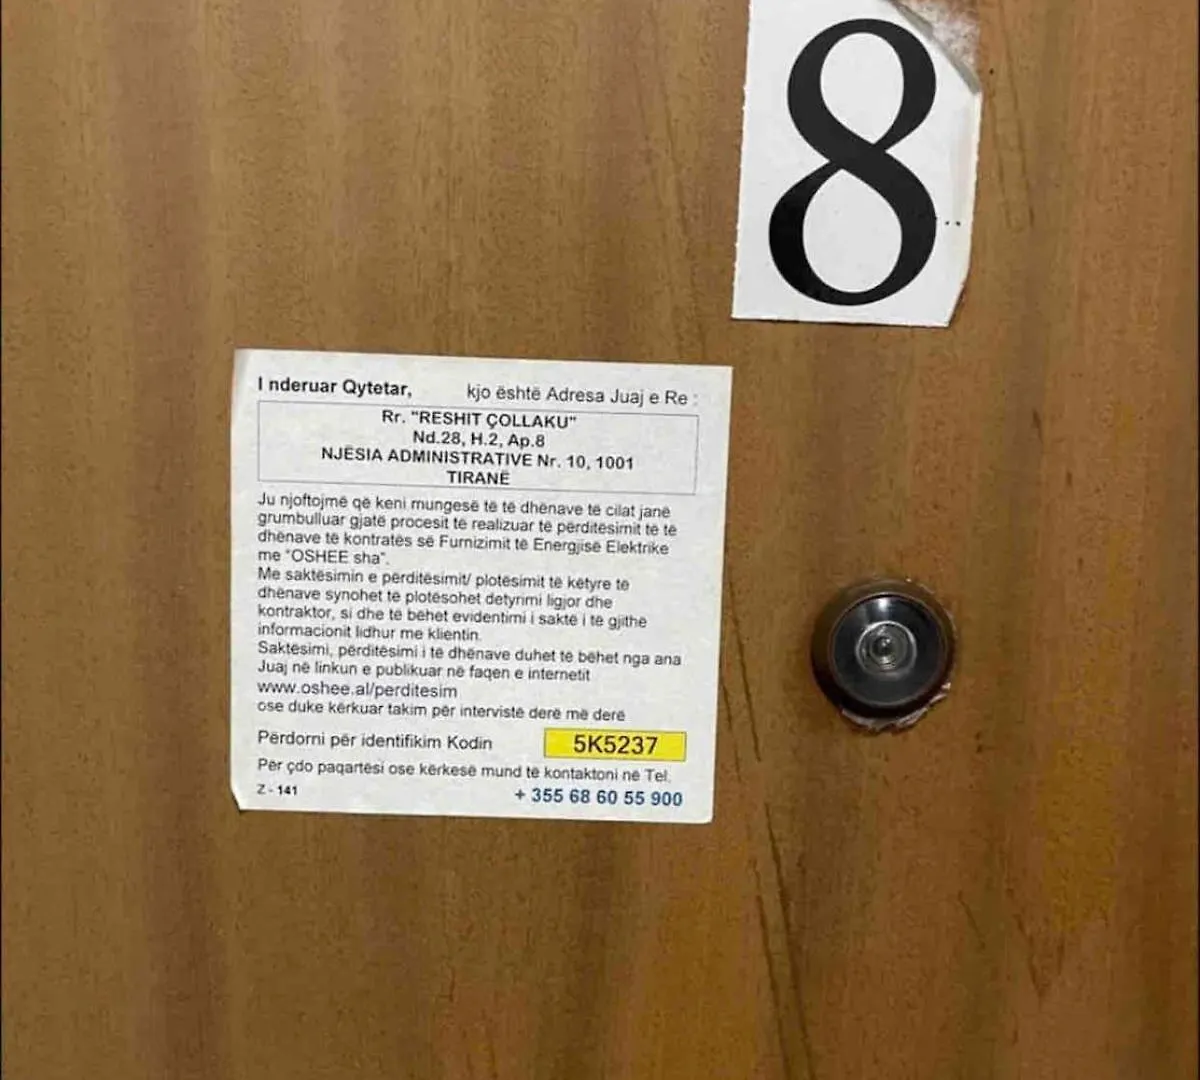 8
I nderuar Qytetar, kjo është Adresa Juaj e Re :
Rr. "RESHIT ÇOLLAKU"
Nd.28, H.2, Ap.8
NJËSIA ADMINISTRATIVE Nr. 10, 1001
TIRANË
Ju njoftojmë që keni mungesë të të dhënave të cilat janë
grumbulluar gjatë procesit të realizuar të përditësimit të të
dhënave të kontratës së Furnizimit të Energjisë Elektrike
me "OSHEE sha".
Me saktësimin e përditësimit/ plotësimit të këtyre të
dhënave synohet të plotësohet detyrimi ligjor dhe
kontraktor, si dhe të bëhet evidentimi i saktë i të gjithë
informacionit lidhur me klientin.
Saktësimi, përditësimi i të dhënave duhet të bëhet nga ana
Juaj në linkun e publikuar në faqen e internetit
www.oshee.al/perditesim
ose duke kërkuar takim për intervistë derë më derë
Përdorni për identifikim Kodin 5K5237
Për çdo paqartësi ose kërkesë mund të kontaktoni në Tel.
Z - 141 + 355 68 60 55 900